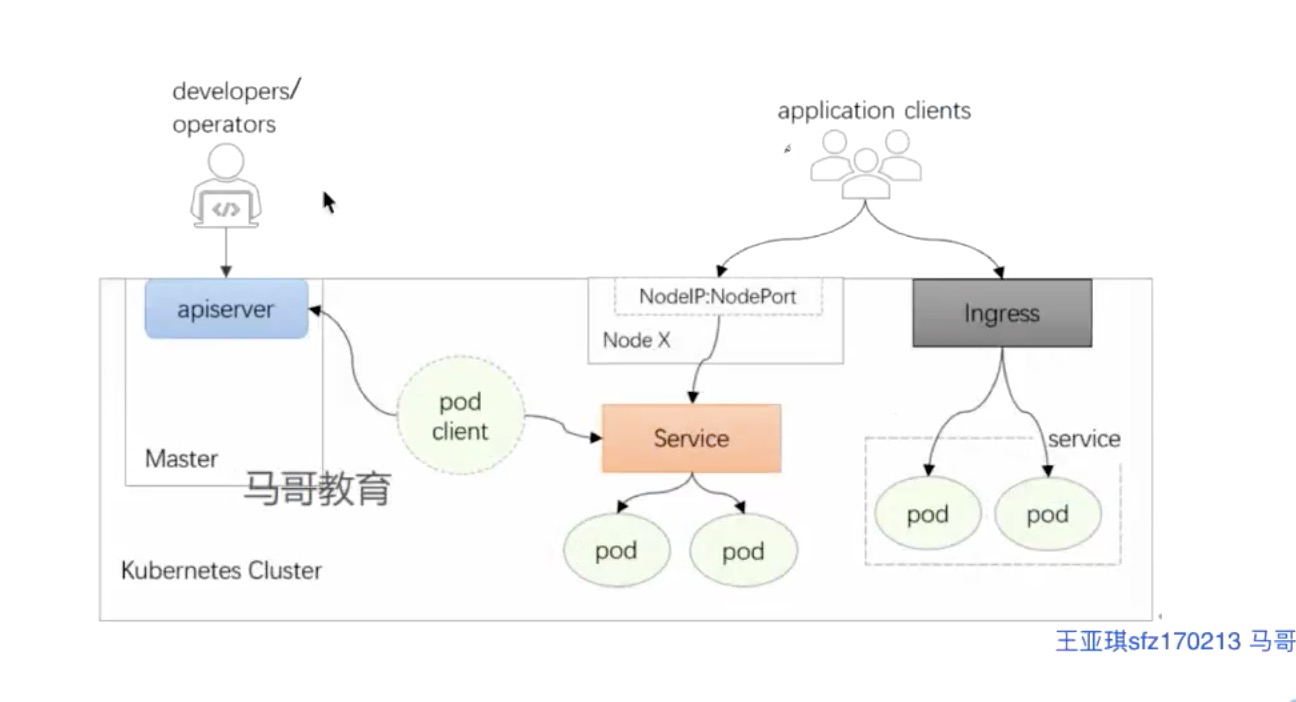 developers/
operators
application clients
</>
apiserver
NodeIP:NodePort
Node X
Ingress
pod
client
Service
service
Master
马哥教育
pod
pod
pod
pod
Kubernetes Cluster
王亚琪sfz170213 马哥